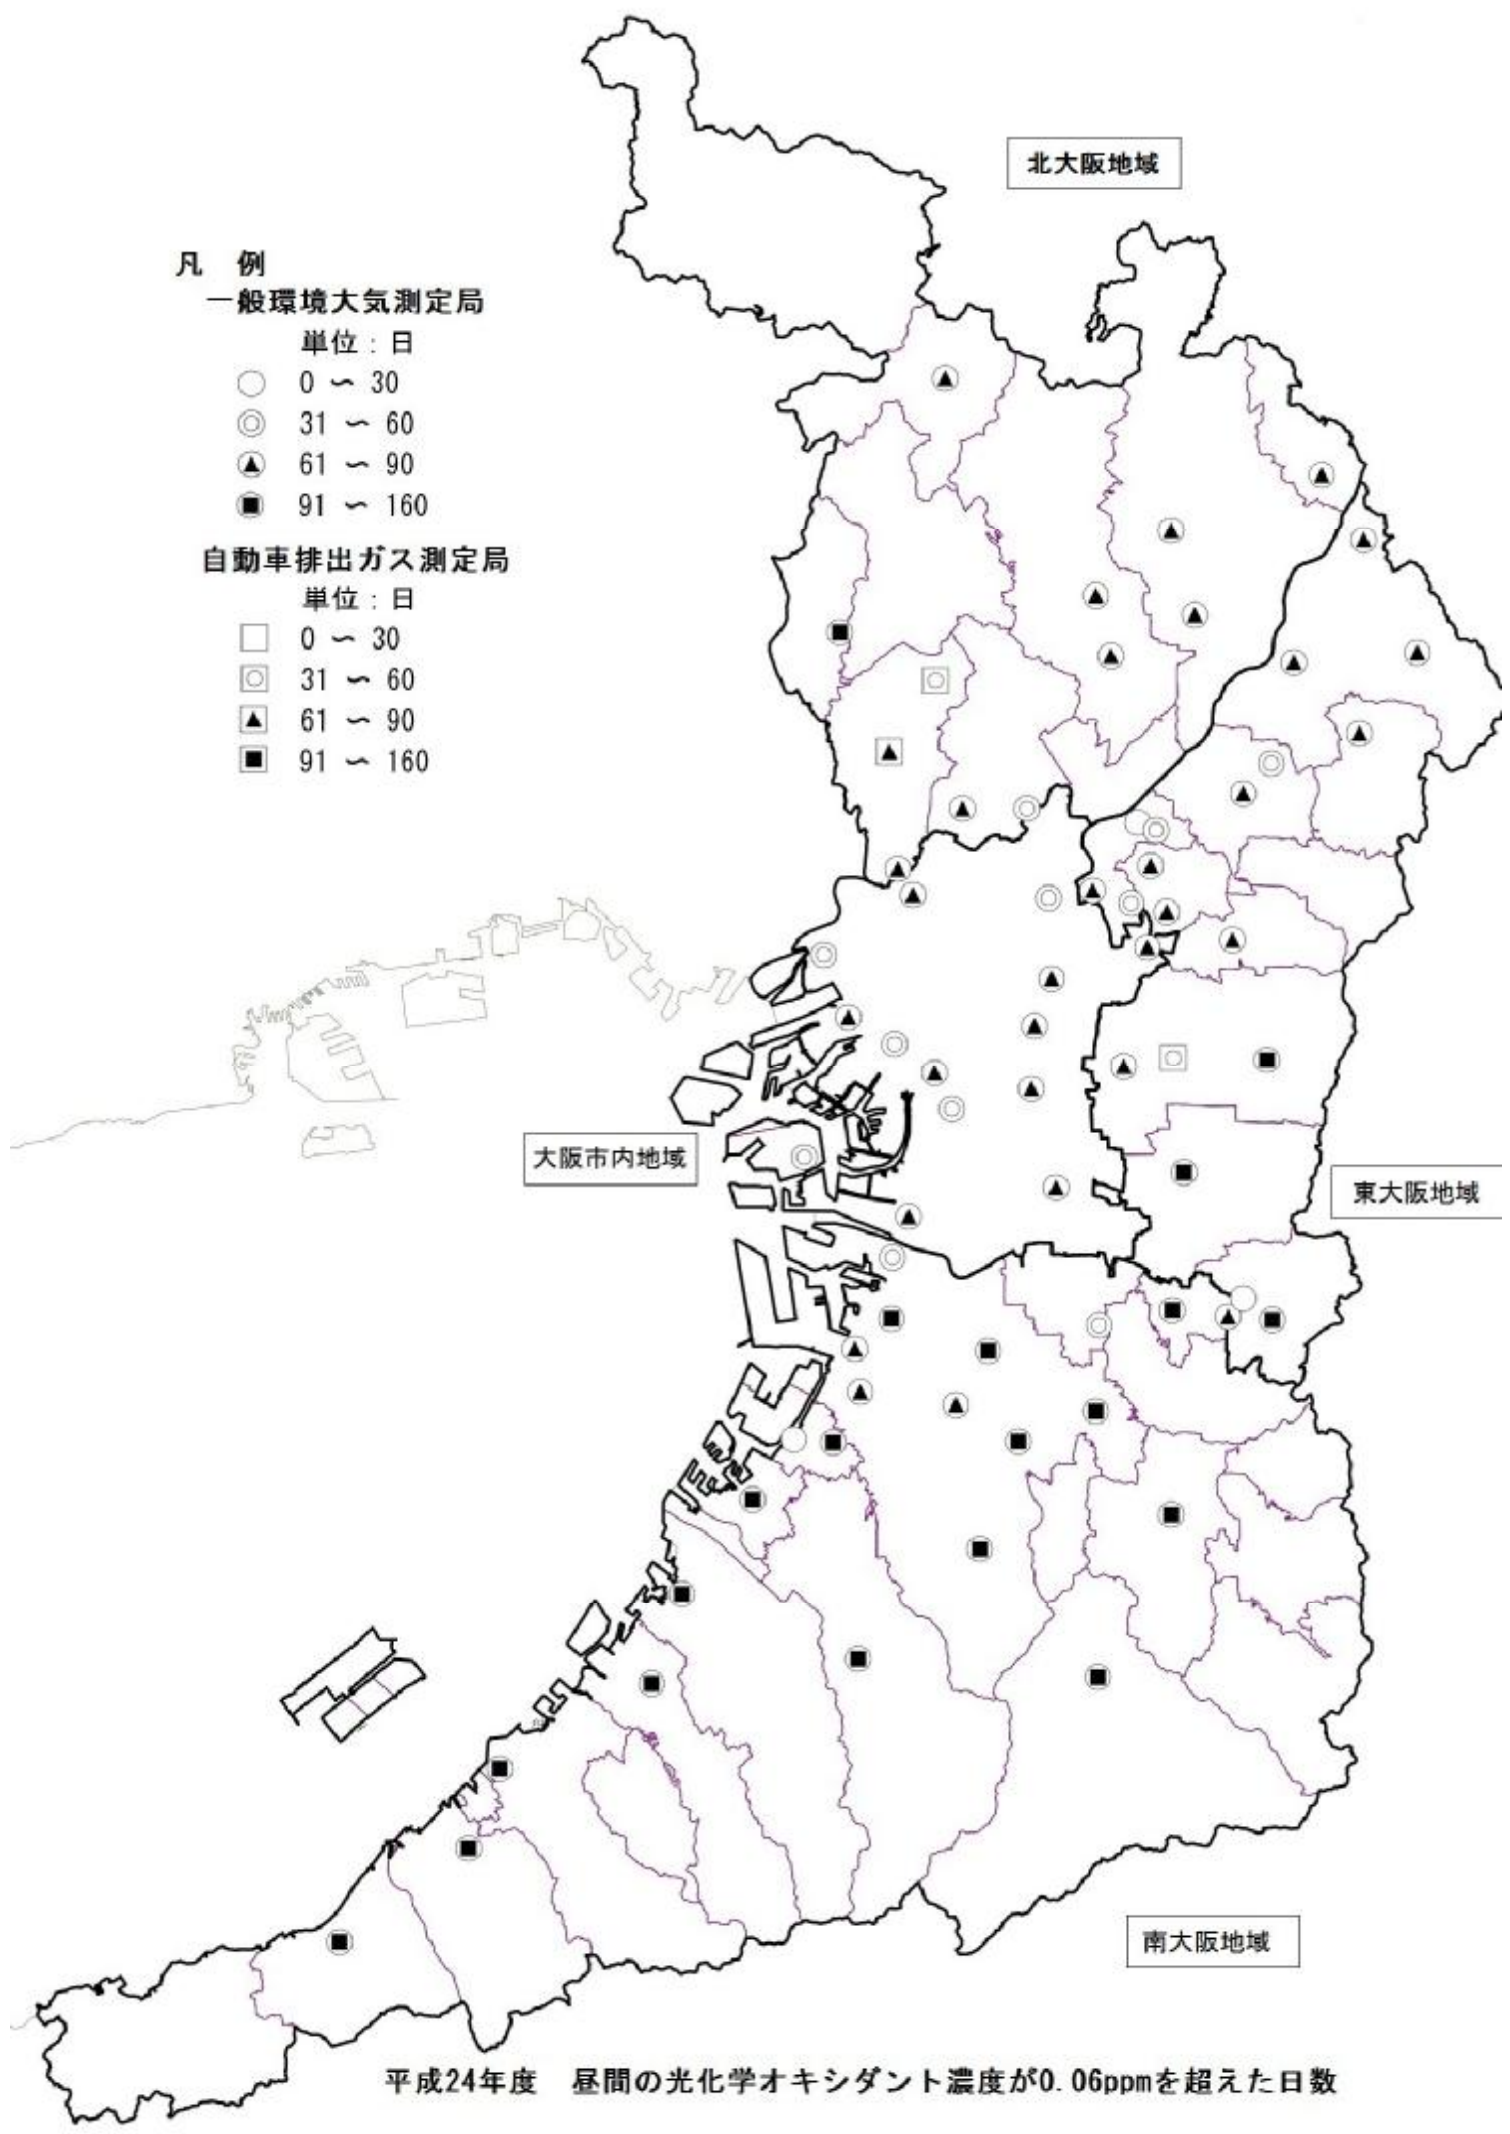 北大阪地域
凡 例
一般環境大気測定局
単位：日
0 ～ 30
31 ～ 60
61 ～ 90
91 ～ 160
自動車排出ガス測定局
単位：日
0 ～ 30
31 ～ 60
61 ～ 90
91 ～ 160
大阪市内地域
東大阪地域
南大阪地域
平成24年度 昼間の光化学オキシダント濃度が0.06ppmを超えた日数